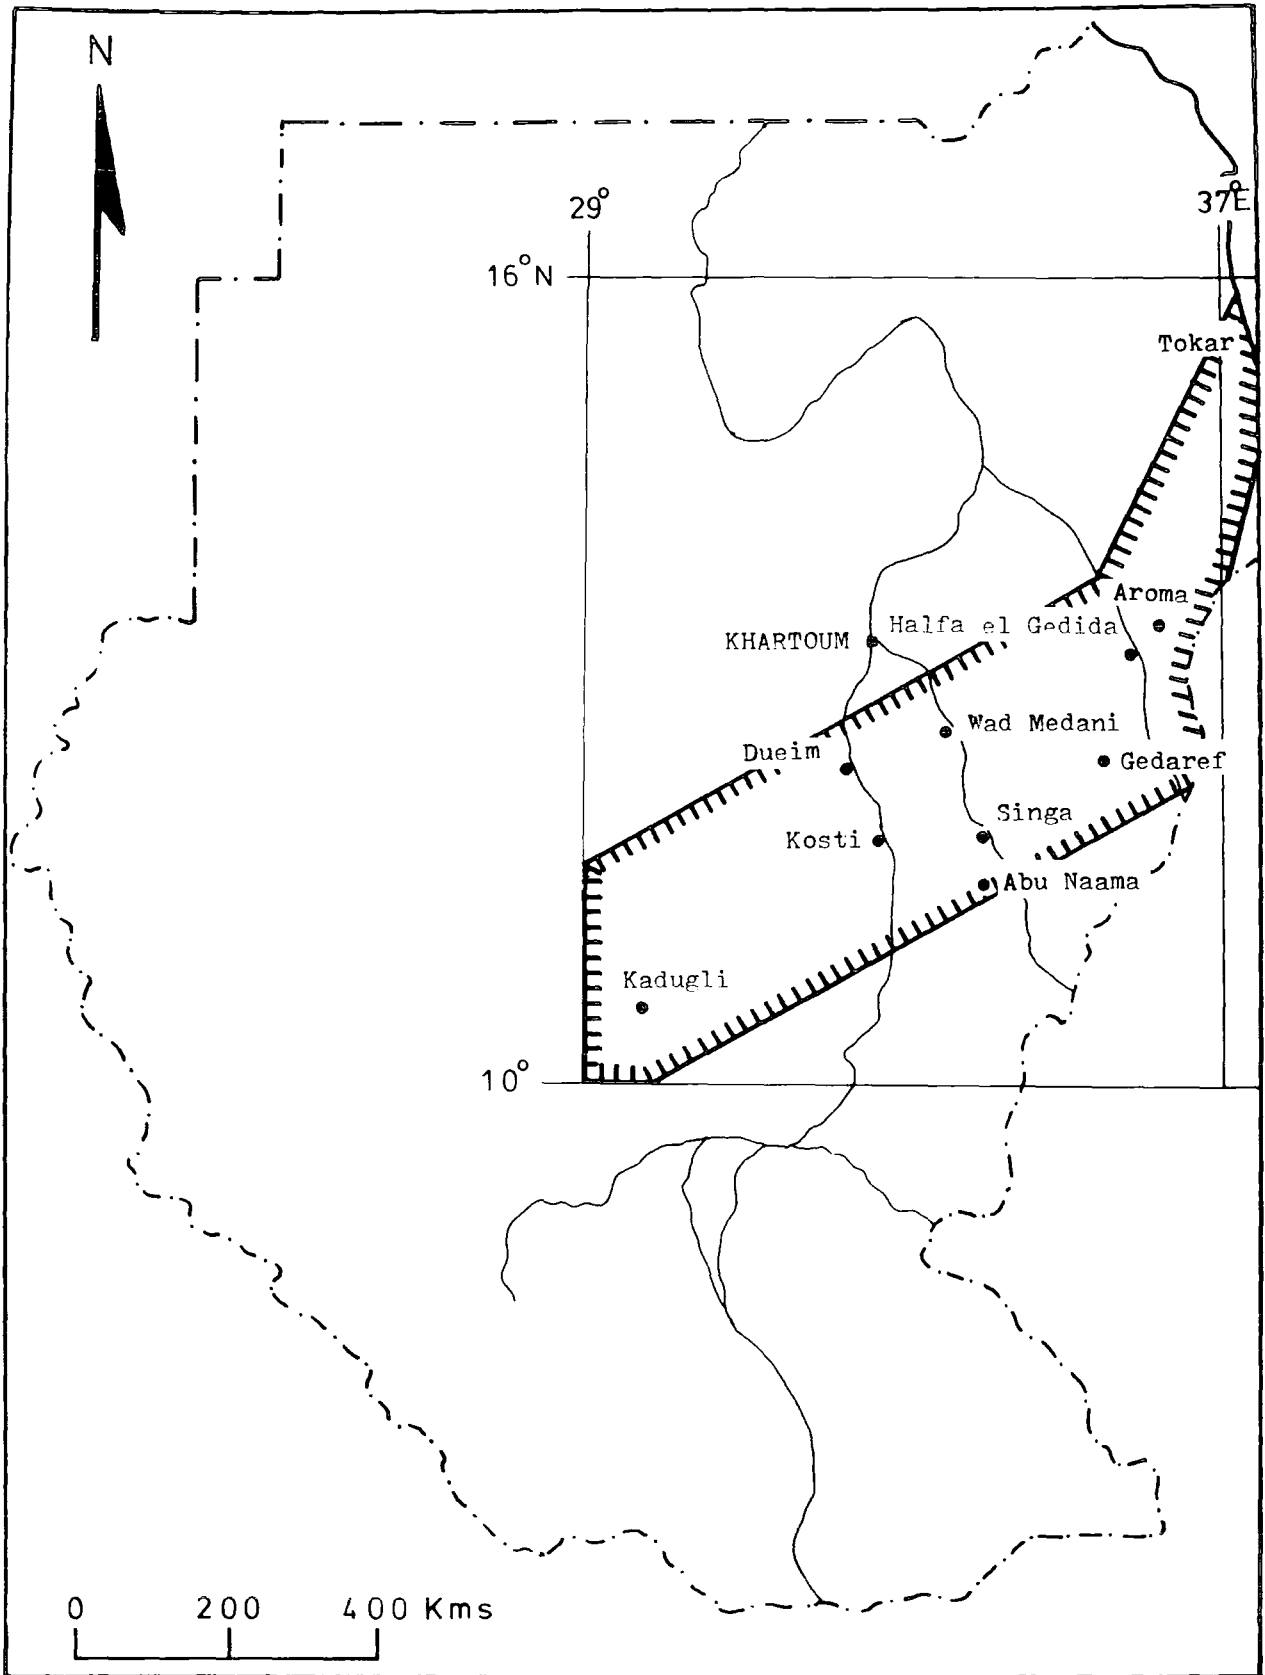 N
29°
37°E
16°N
Tokar
Aroma
Halfa el Gedida
KHARTOUM
Wad Medani
Dueim
Gedaref
Singa
Kosti
Abu Naama
Kadugli
10°
0 200 400 Kms